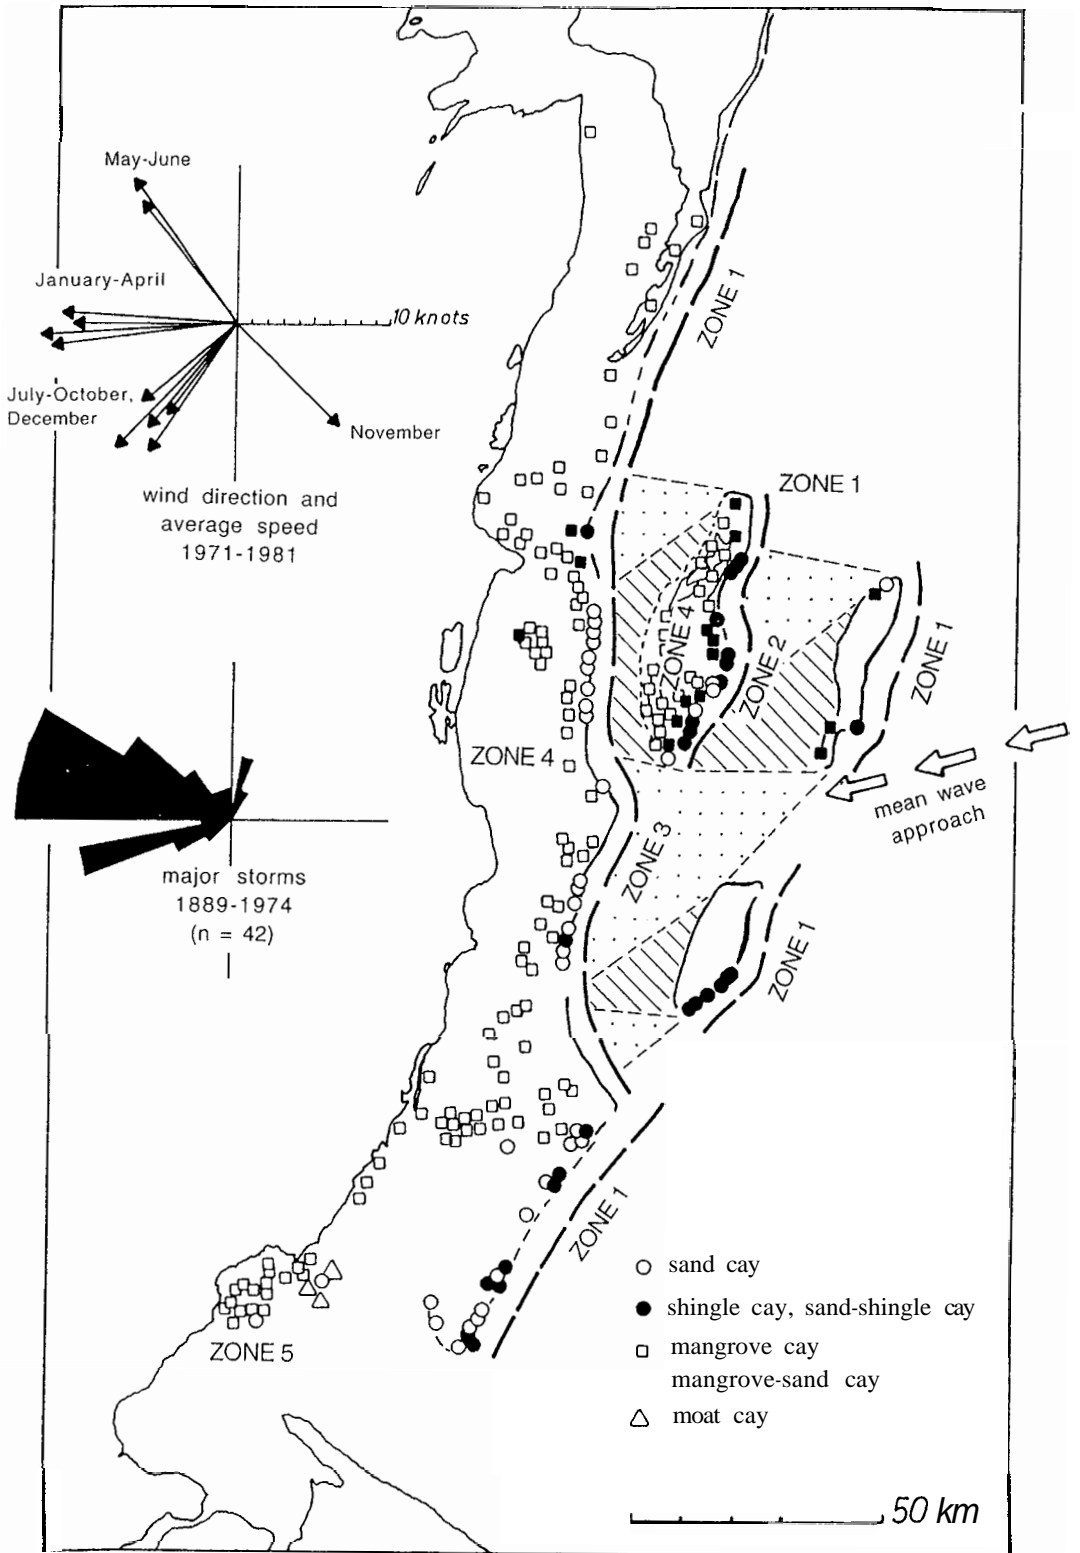 May-June
January-April
10 knots
July-October,
December
November
wind direction and
average speed
1971-1981
ZONE 1
ZONE 1
ZONE 4
ZONE 2
ZONE 1
ZONE 4
mean wave
approach
ZONE 3
major storms
1889-1974
(n = 42)
ZONE 1
ZONE 1
ZONE 5
sand cay
shingle cay, sand-shingle cay
mangrove cay
mangrove-sand cay
moat cay
50 km